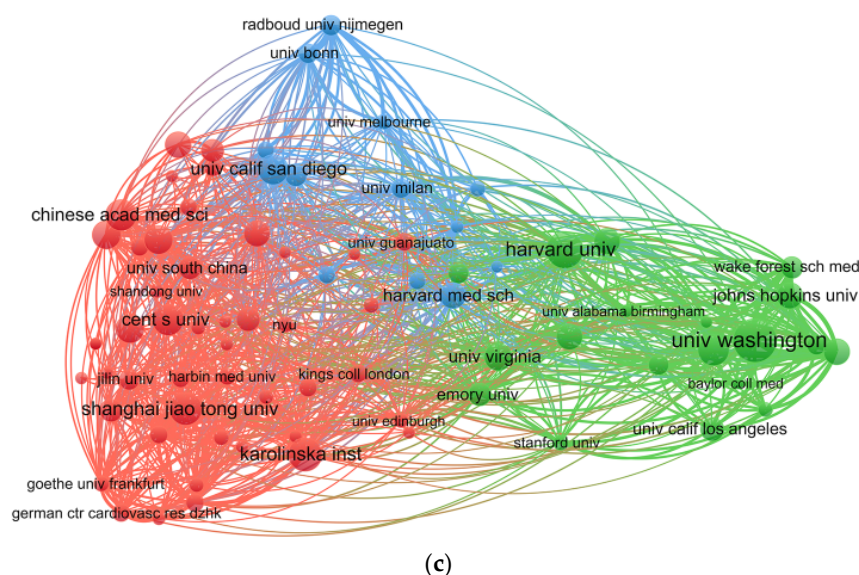 radboud univ nijmegen
univ bonn
univ melbourne
univ calif san diego
univ milan
chinese acad med sci
univ guanajuato
harvard univ
univ south china
wake forest sch med
shandong univ
harvard med sch
johns hopkins univ
cent s univ
nyu
univ alabama birmingham
univ washington
univ virginia
jilin univ
harbin med univ
kings coll london
baylor coll med
emory univ
shanghai jiao tong univ
univ edinburgh
univ calif los angeles
stanford univ
karolinska inst
goethe univ frankfurt
german ctr cardiovasc res dzhk
(c)